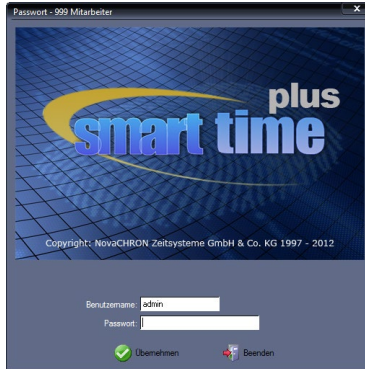 Passwort - 999 Mitarbeiter
x
plus
smart time
Copyright: NovaCHRON Zeitsysteme GmbH & Co. KG 1997 - 2012
Benutzername: admin
Passwort:
Übernehmen Beenden